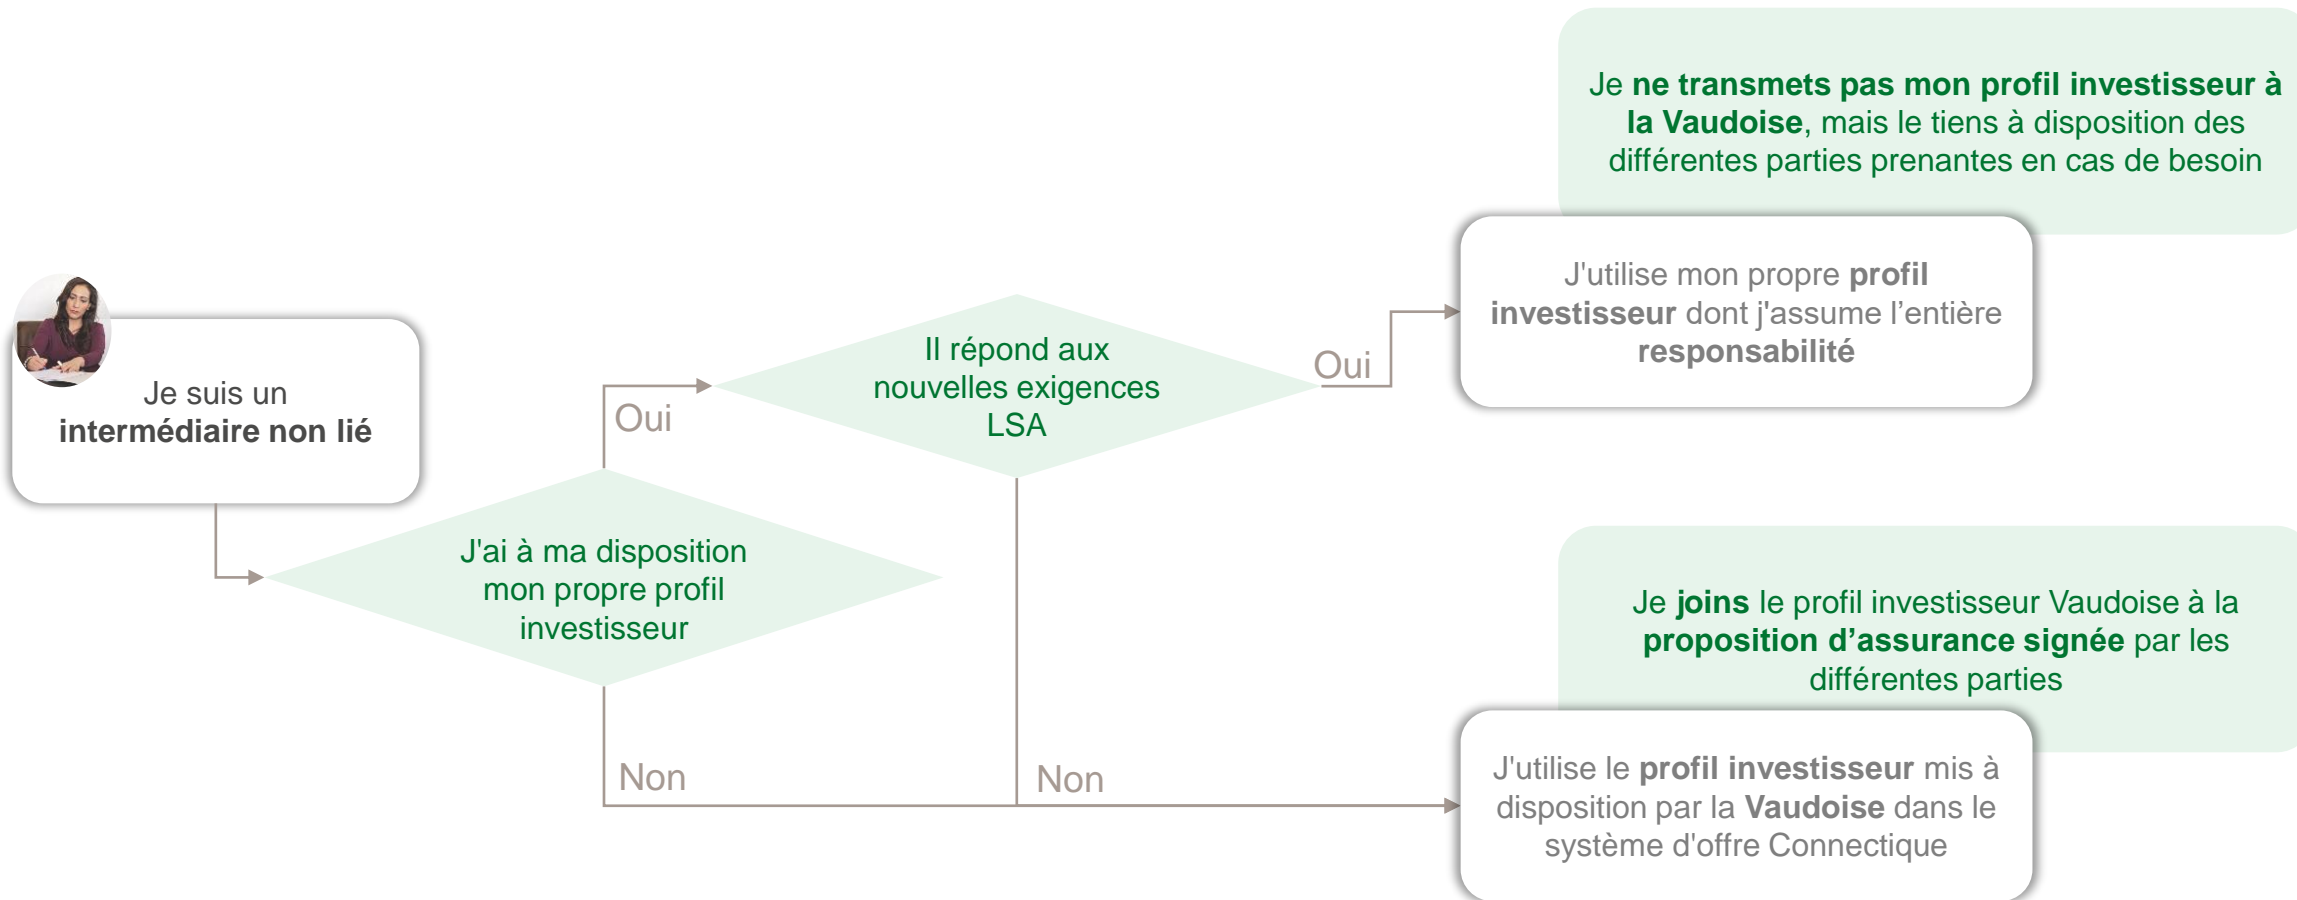 Je ne transmets pas mon profil investisseur à
la Vaudoise, mais le tiens à disposition des
différentes parties prenantes en cas de besoin
J'utilise mon propre profil
investisseur dont j'assume l’entière
responsabilité
Il répond aux
nouvelles exigences
LSA
Oui
Je suis un
intermédiaire non lié
Oui
J'ai à ma disposition
mon propre profil
investisseur
Je joins le profil investisseur Vaudoise à la
proposition d’assurance signée par les
différentes parties
Non
Non
J'utilise le profil investisseur mis à
disposition par la Vaudoise dans le
système d'offre Connectique